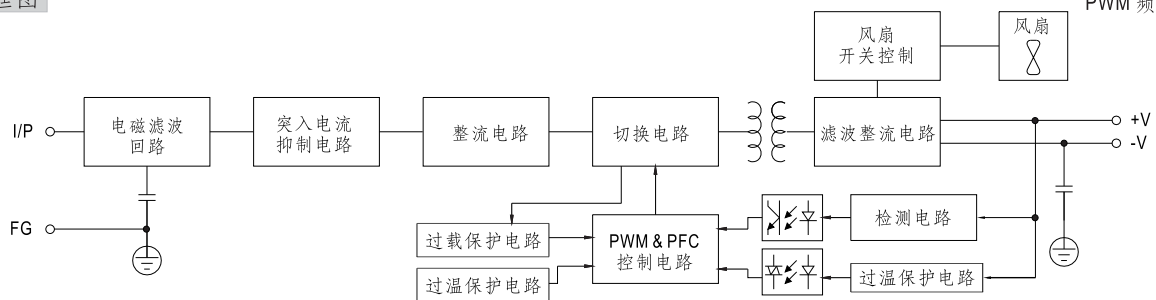 框图
PWM 频
风扇
开关控制
风扇
I/P
电磁滤波
回路
突入电流
抑制电路
整流电路
切换电路
滤波整流电路
+V
-V
FG
过载保护电路
PWM & PFC
控制电路
检测电路
过温保护电路
过温保护电路